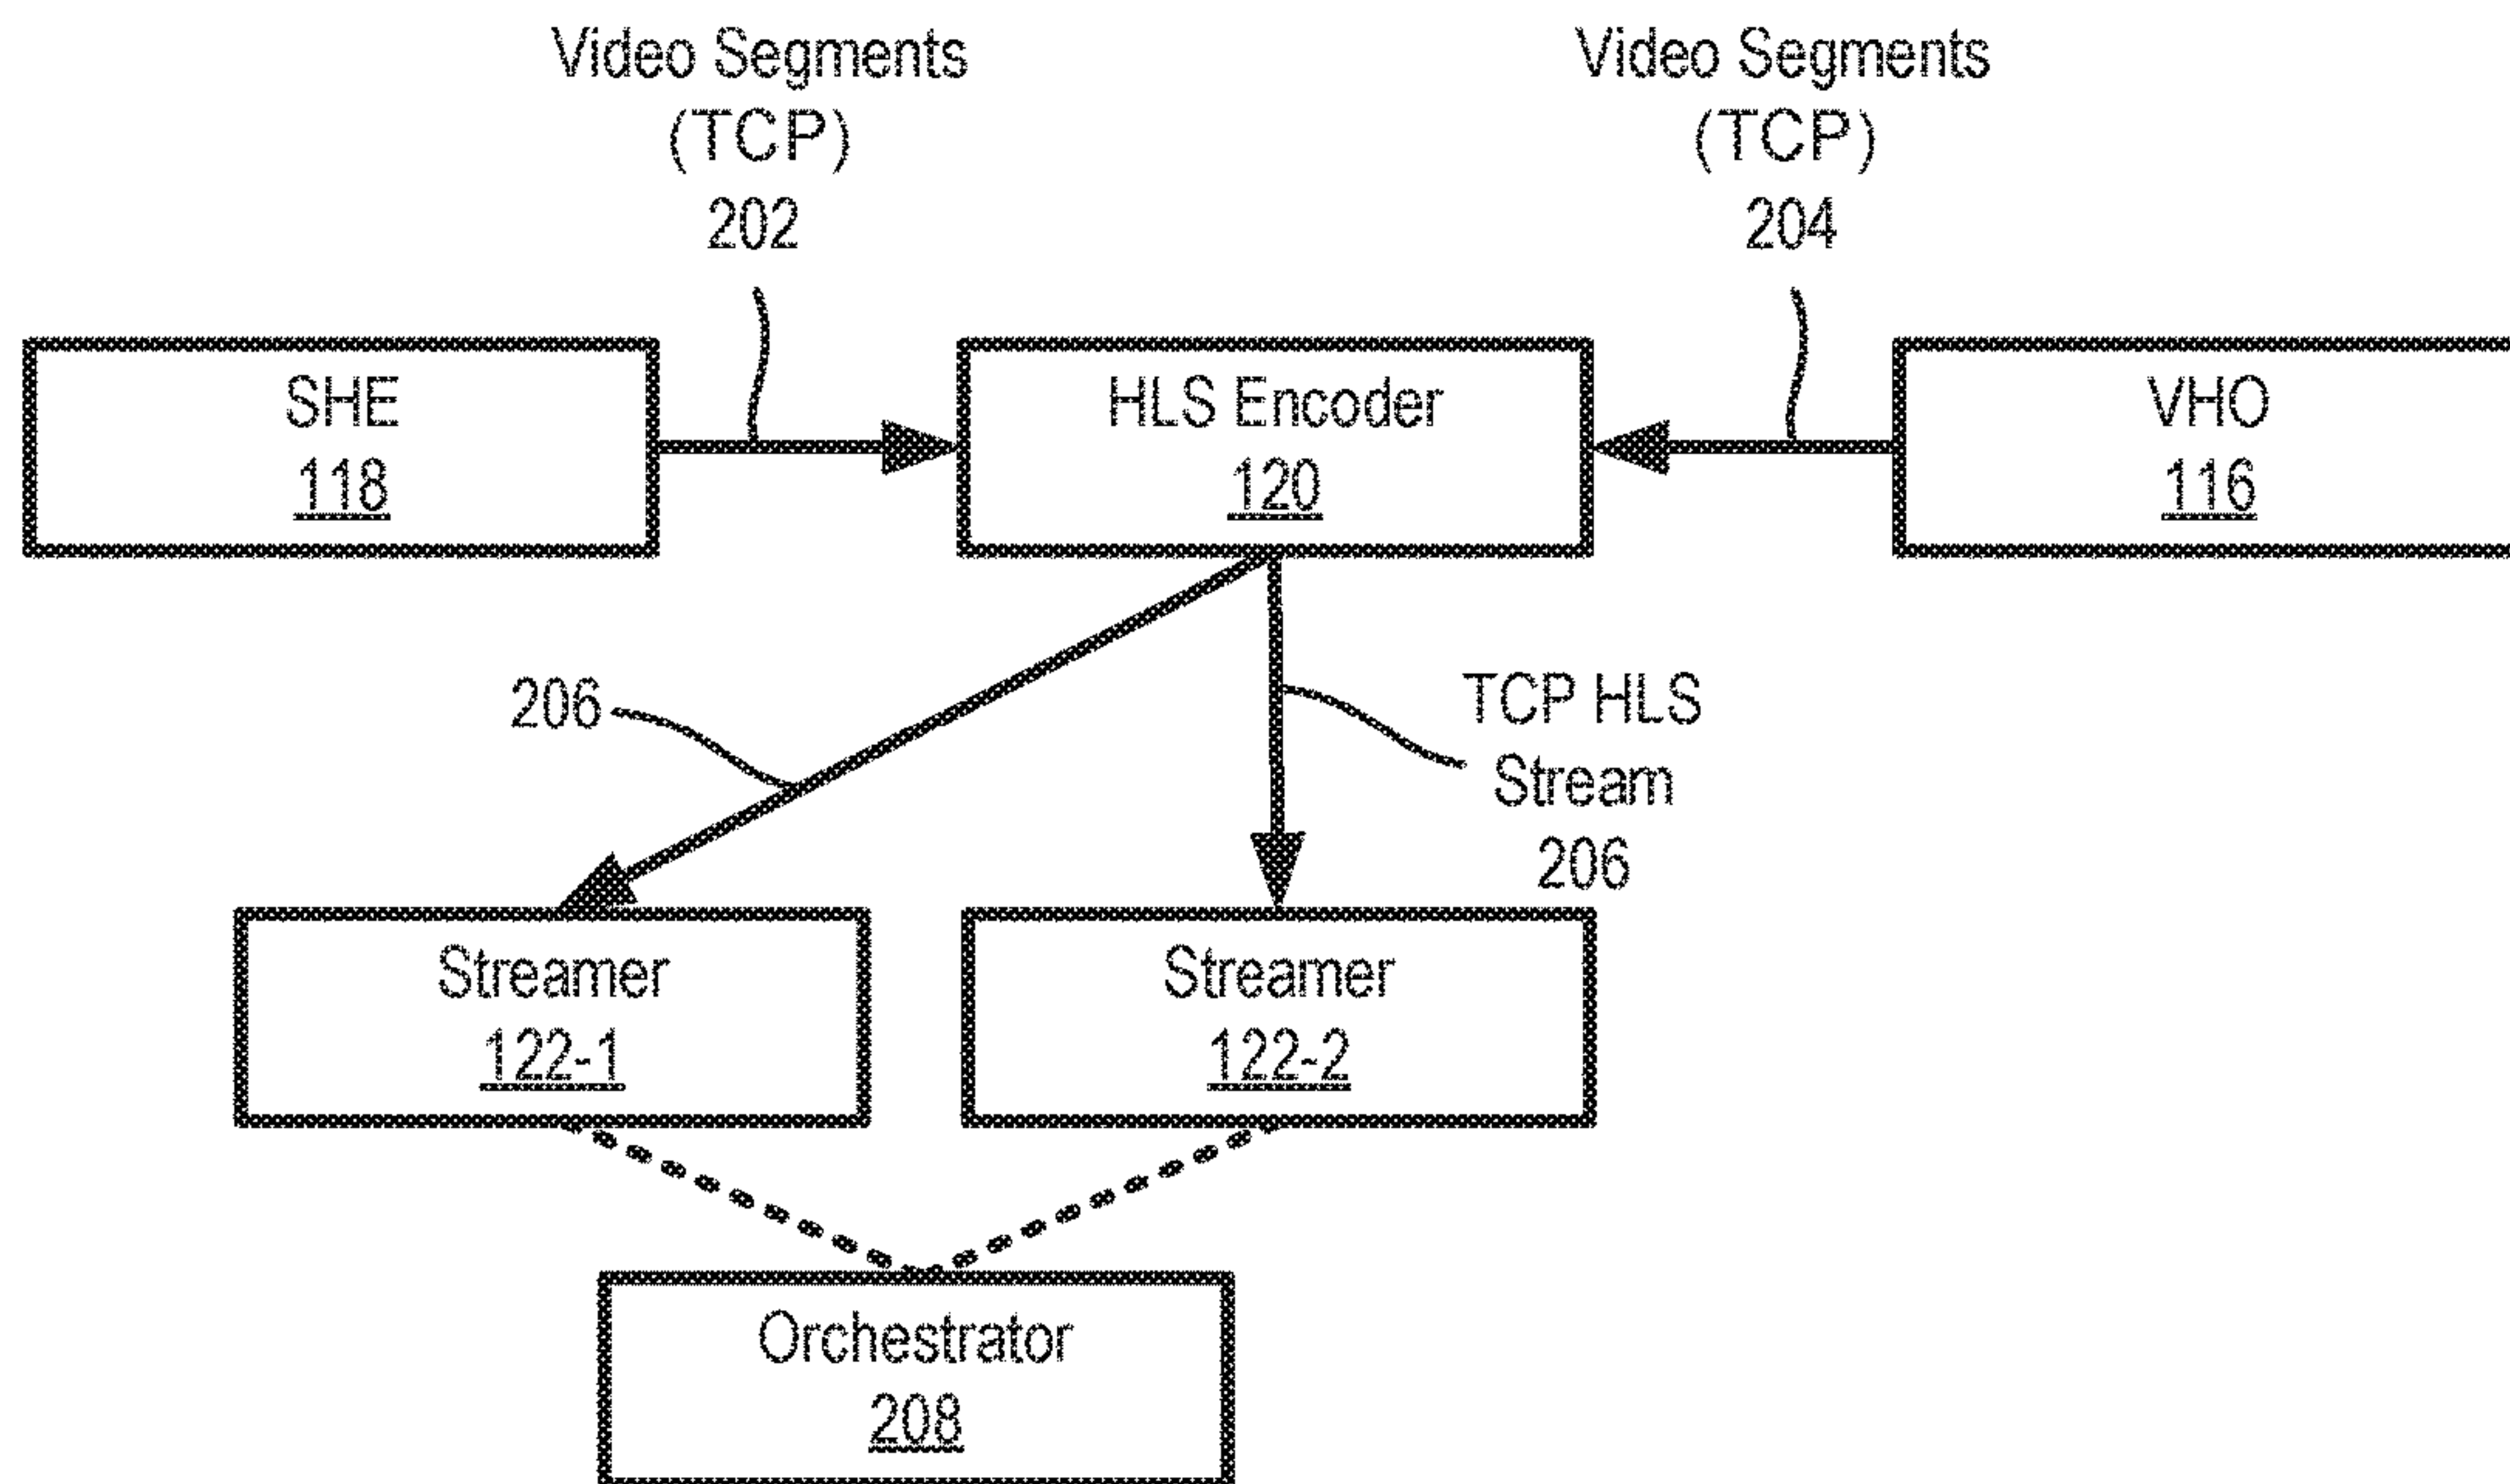 Video Segments
(TCP)
202
Video Segments
(TCP)
204
SHE
118
HLS Encoder
120
VHO
116
206
TCP HLS
Stream
206
Streamer
122-1
Streamer
122-2
Orchestrator
208